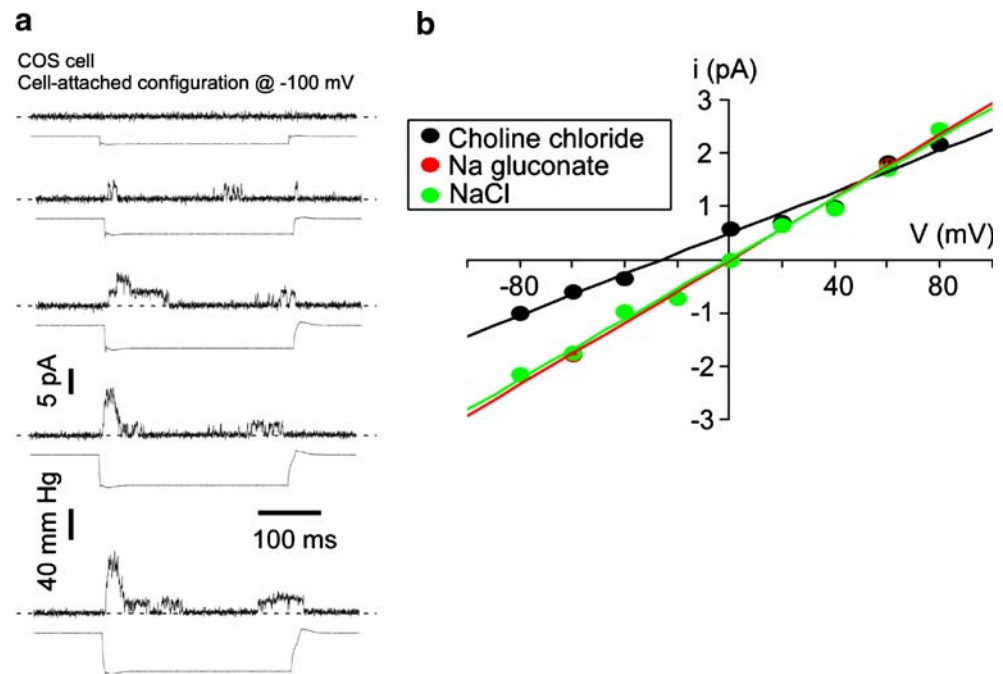 a
COS cell
Cell-attached configuration @ -100 mV
5 pA
40 mm Hg
100 ms
b
i (pA)
Choline chloride
Na gluconate
NaCl
V (mV)
3
2
1
-80
40
80
-1
-2
-3